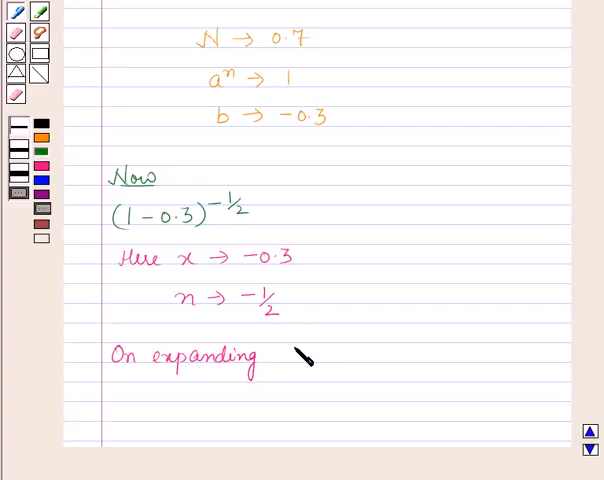 N → 0.7
aⁿ → 1
b → -0.3
Now
(1 - 0.3)^-1/2
Here x → -0.3
n → -1/2
On expanding